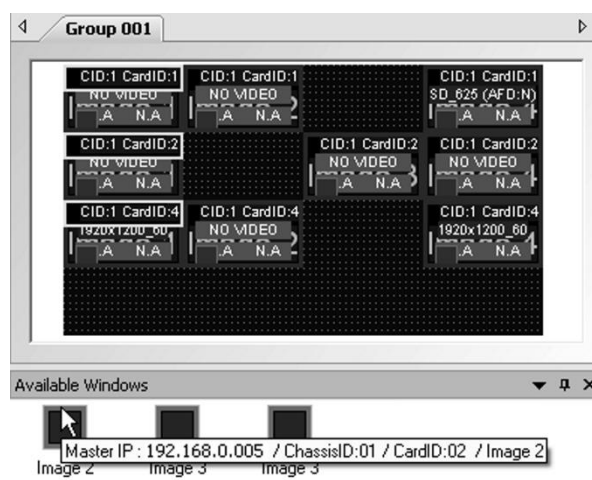 Group 001
CID:1 CardID:1 CID:1 CardID:1 CID:1 CardID:1
NO VIDEO NO VIDEO SD_625 (AFD:N)
.A N.A .A N.A .A N.A
CID:1 CardID:2 CID:1 CardID:2 CID:1 CardID:2
NO VIDEO NO VIDEO NO VIDEO
.A N.A .A N.A .A N.A
CID:1 CardID:4 CID:1 CardID:4 CID:1 CardID:4
1920x1200_60 NO VIDEO 1920x1200_60
.A N.A .A N.A .A N.A
Available Windows
Master IP : 192.168.0.005 / ChassisID:01 / CardID:02 / Image 2
Image 2 Image 3 Image 3